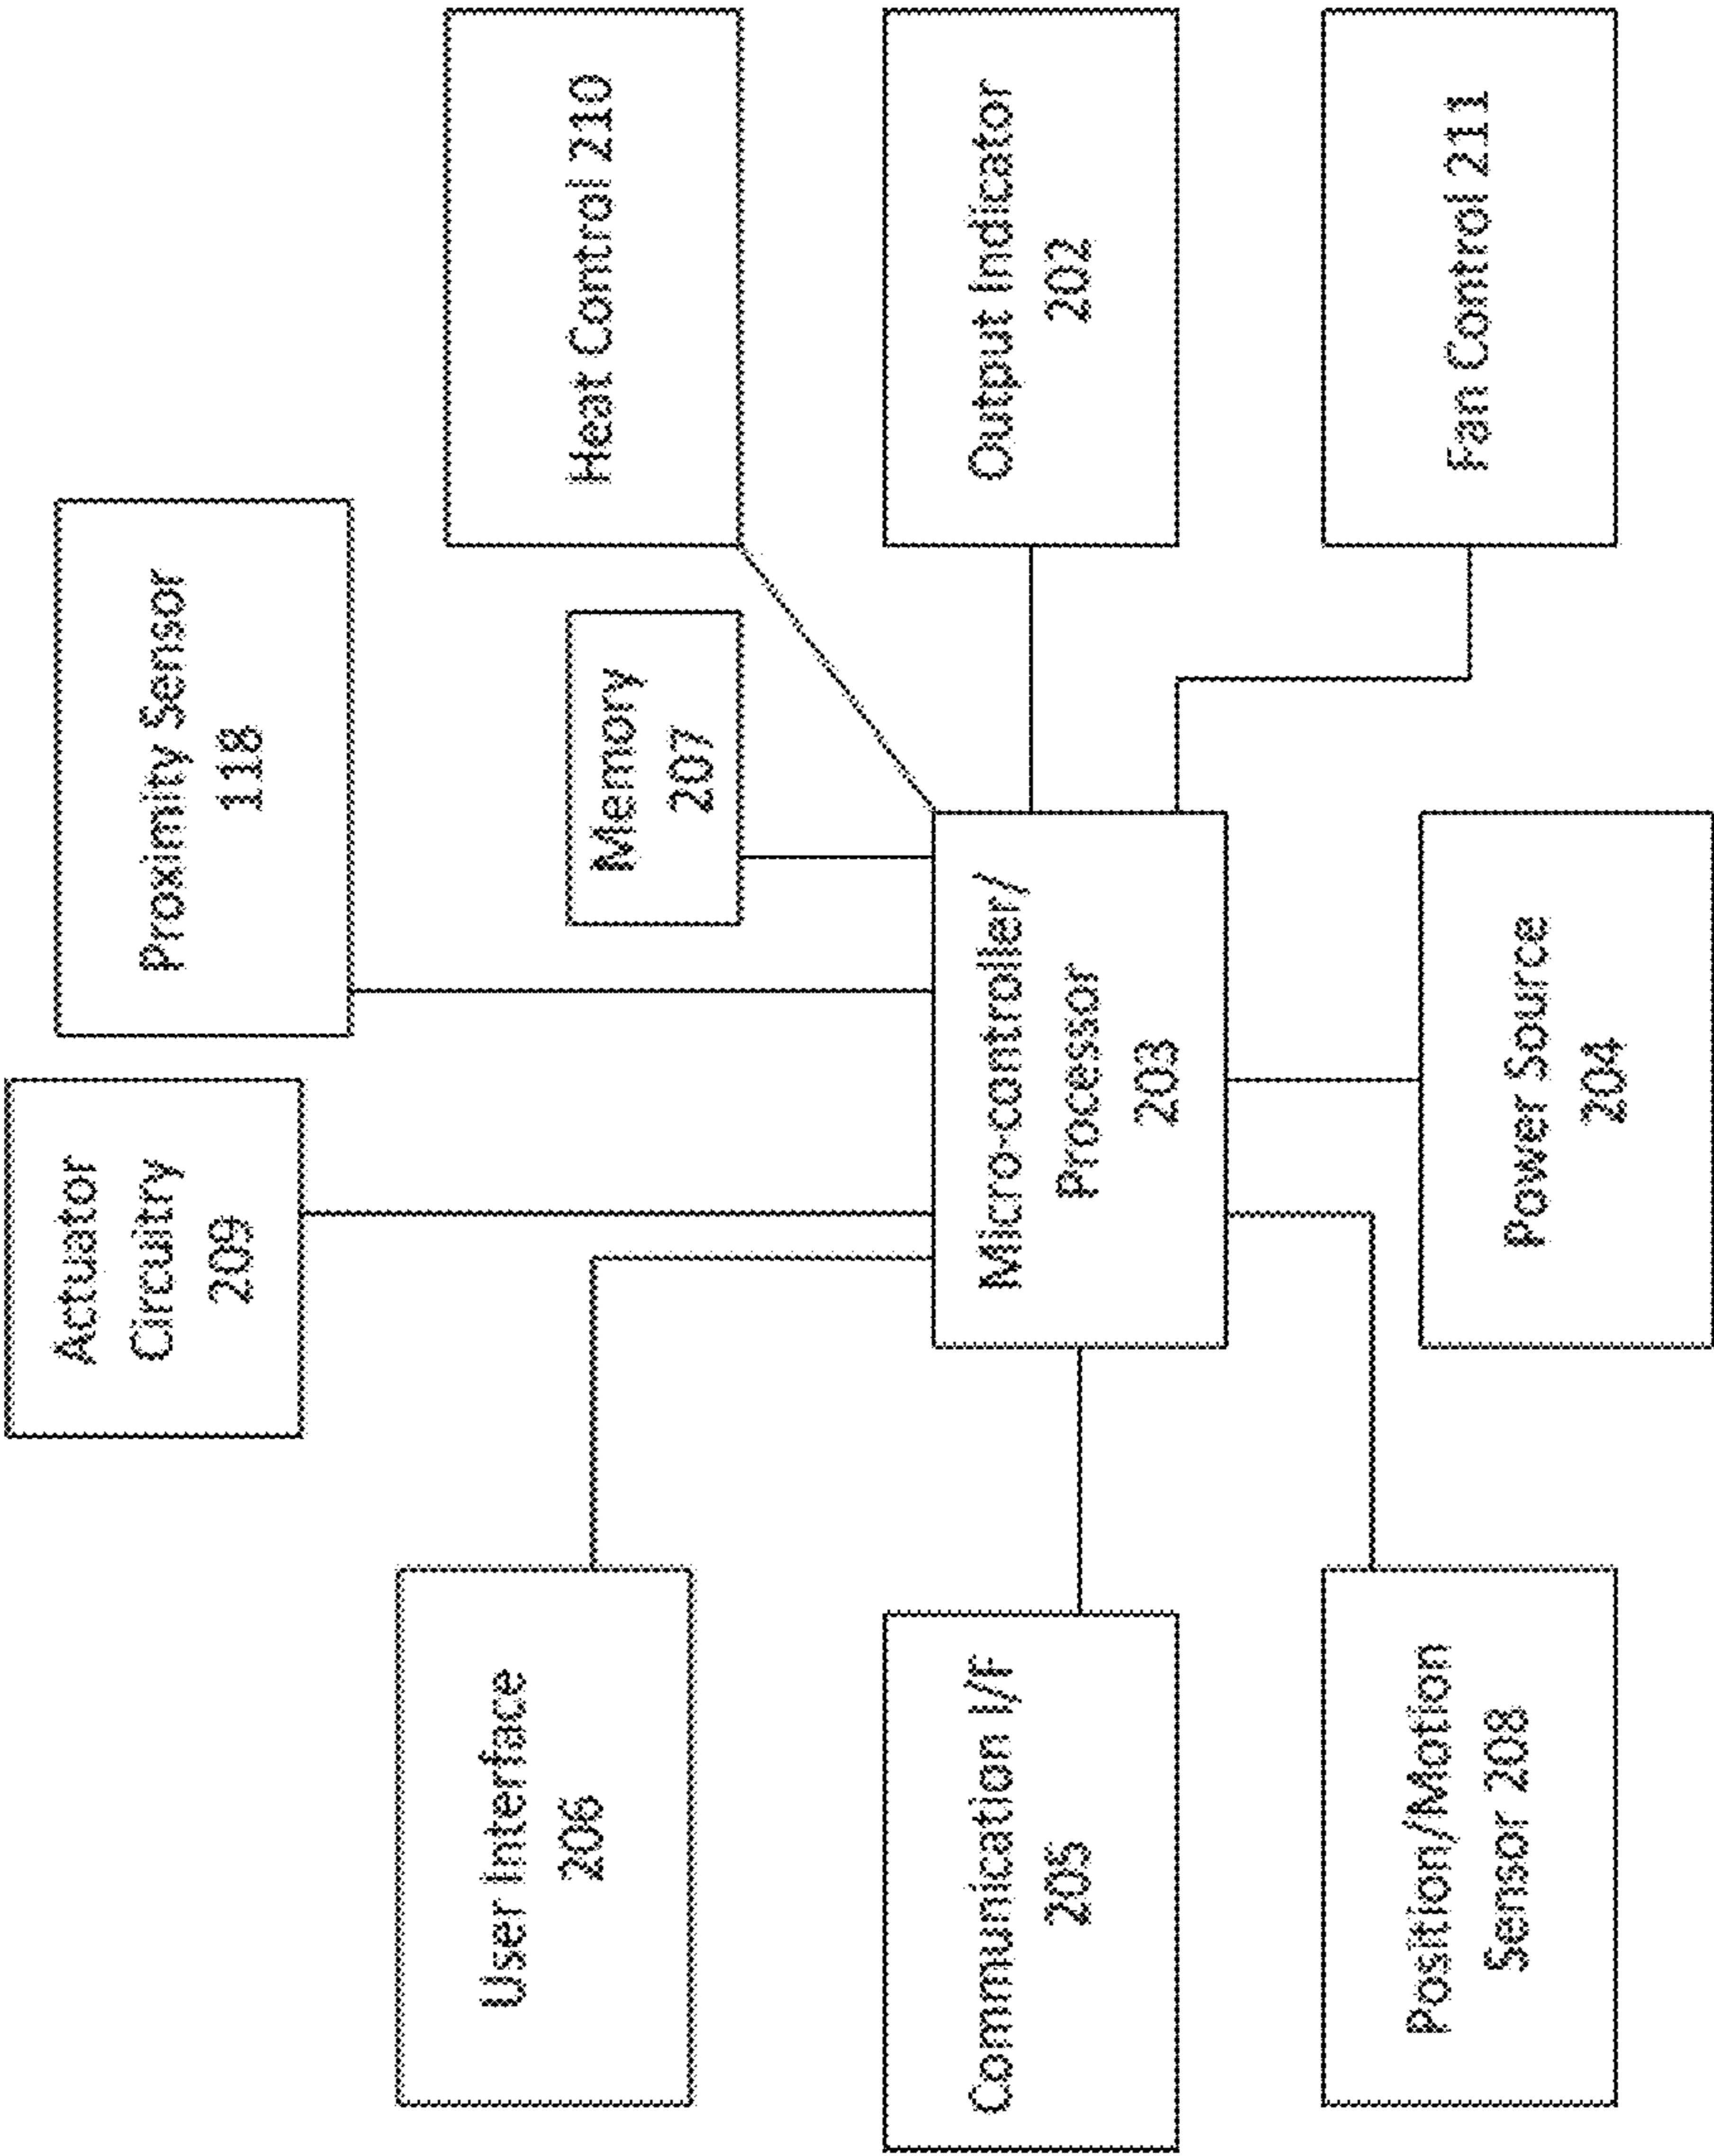 Actuator
Circuitry
209
Proximity Sensor
118
User Interface
206
Memory
207
Heat Control 210
Communication I/F
205
Micro-controller/
Processor
203
Output Indicator
202
Position/Motion
Sensor 208
Power Source
204
Fan Control 211